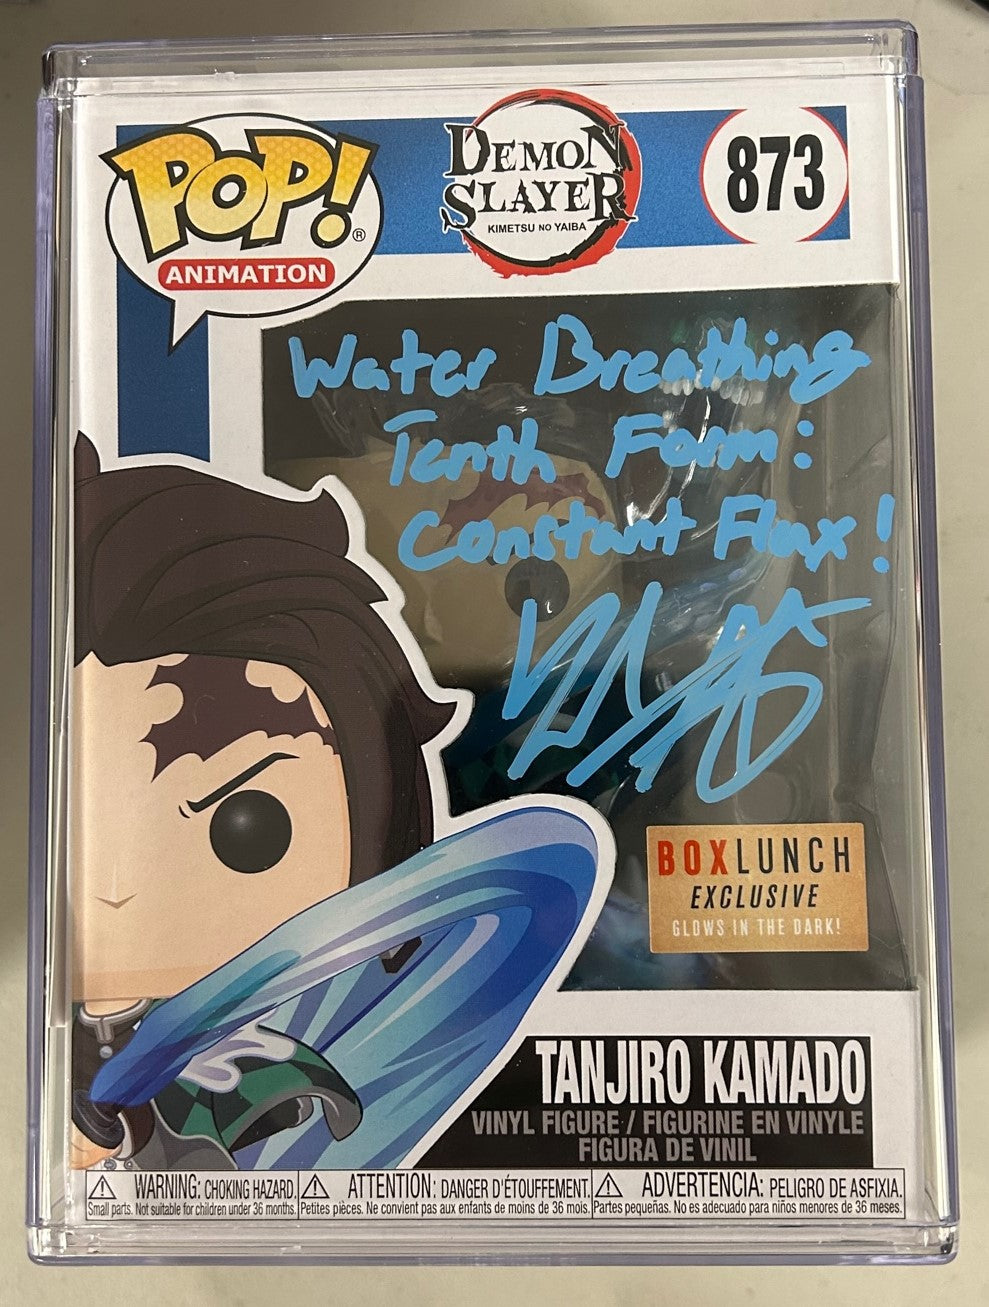 POP!®
ANIMATION
DEMON
SLAYER
KIMETSU NO YAIBA
873
Water Breathing
Tenth Form:
Constant Flux!
BOXLUNCH
EXCLUSIVE
GLOWS IN THE DARK!
TANJIRO KAMADO
VINYL FIGURE / FIGURINE EN VINYLE
FIGURA DE VINIL
WARNING: CHOKING HAZARD.
Small parts. Not suitable for children under 36 months.
ATTENTION: DANGER D'ÉTOUFFEMENT.
Petites pièces. Ne convient pas aux enfants de moins de 36 mois.
ADVERTENCIA: PELIGRO DE ASFIXIA.
Partes pequeñas. No es adecuado para niños menores de 36 meses.